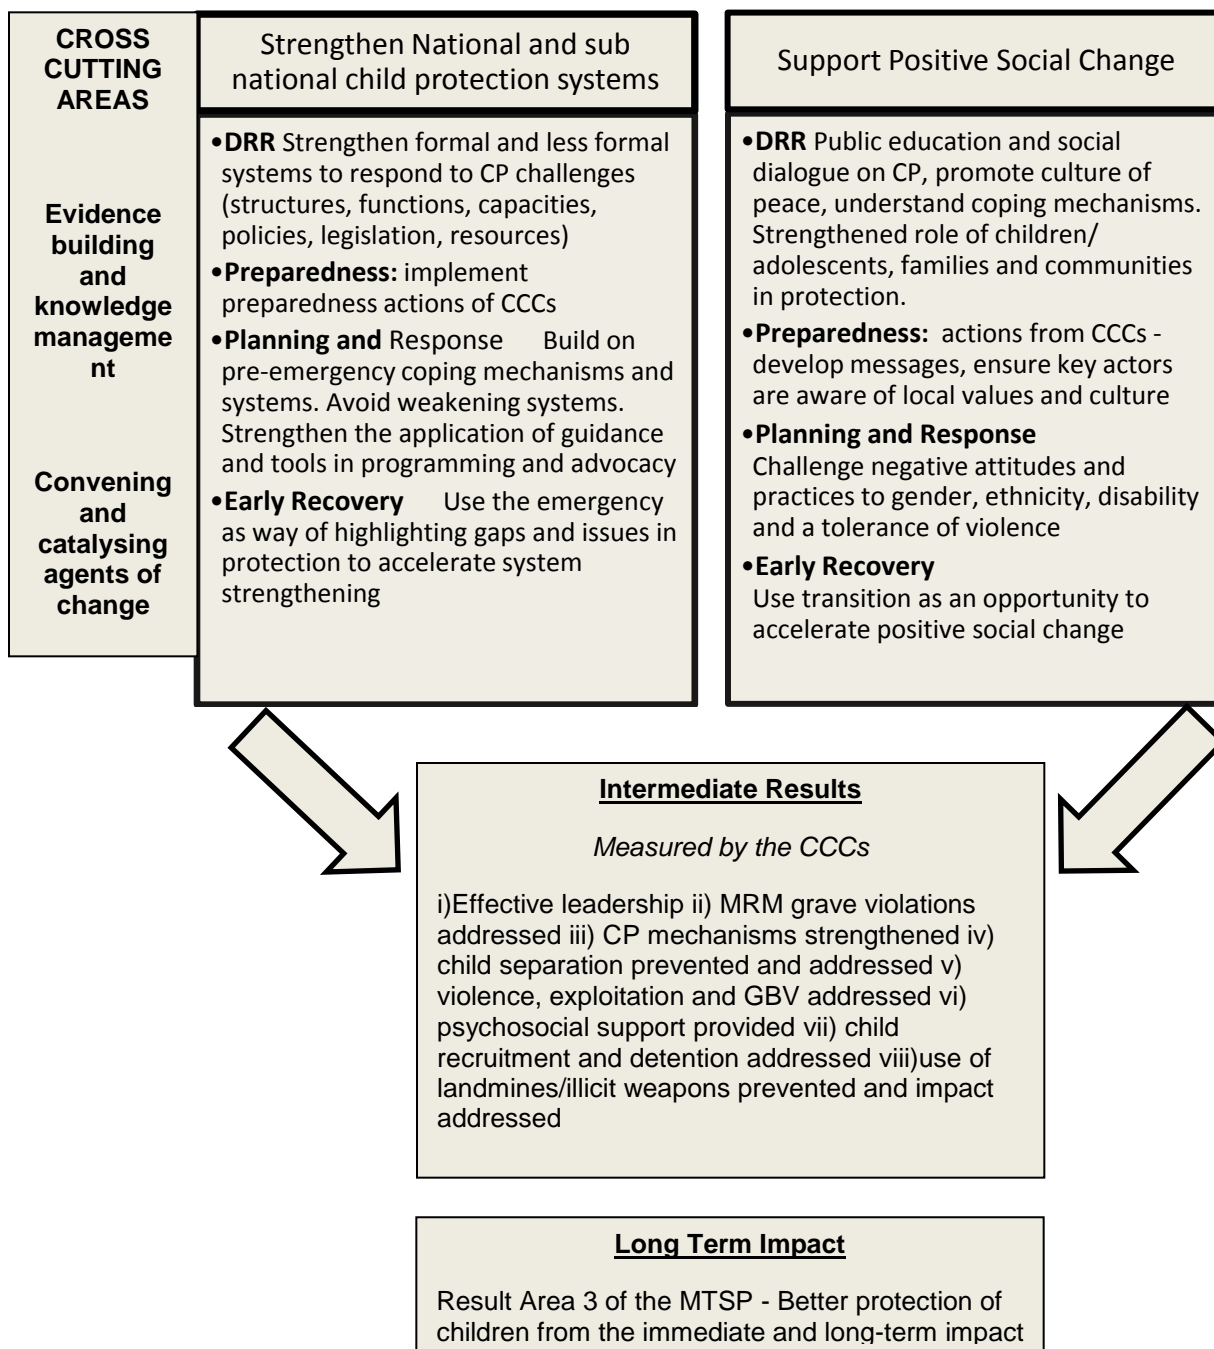 CROSS
CUTTING
AREAS
Evidence
building
and
knowledge
manageme
nt
Convening
and
catalysing
agents of
change
Strengthen National and sub
national child protection systems
•DRR Strengthen formal and less formal
systems to respond to CP challenges
(structures, functions, capacities,
policies, legislation, resources)
•Preparedness: implement
preparedness actions of CCCs
•Planning and Response Build on
pre-emergency coping mechanisms and
systems. Avoid weakening systems.
Strengthen the application of guidance
and tools in programming and advocacy
•Early Recovery Use the emergency
as way of highlighting gaps and issues in
protection to accelerate system
strengthening
Support Positive Social Change
•DRR Public education and social
dialogue on CP, promote culture of
peace, understand coping mechanisms.
Strengthened role of children/
adolescents, families and communities
in protection.
•Preparedness: actions from CCCs -
develop messages, ensure key actors
are aware of local values and culture
•Planning and Response
Challenge negative attitudes and
practices to gender, ethnicity, disability
and a tolerance of violence
•Early Recovery
Use transition as an opportunity to
accelerate positive social change
Intermediate Results
Measured by the CCCs
i)Effective leadership ii) MRM grave violations
addressed iii) CP mechanisms strengthened iv)
child separation prevented and addressed v)
violence, exploitation and GBV addressed vi)
psychosocial support provided vii) child
recruitment and detention addressed viii)use of
landmines/illicit weapons prevented and impact
addressed
Long Term Impact
Result Area 3 of the MTSP - Better protection of
children from the immediate and long-term impact